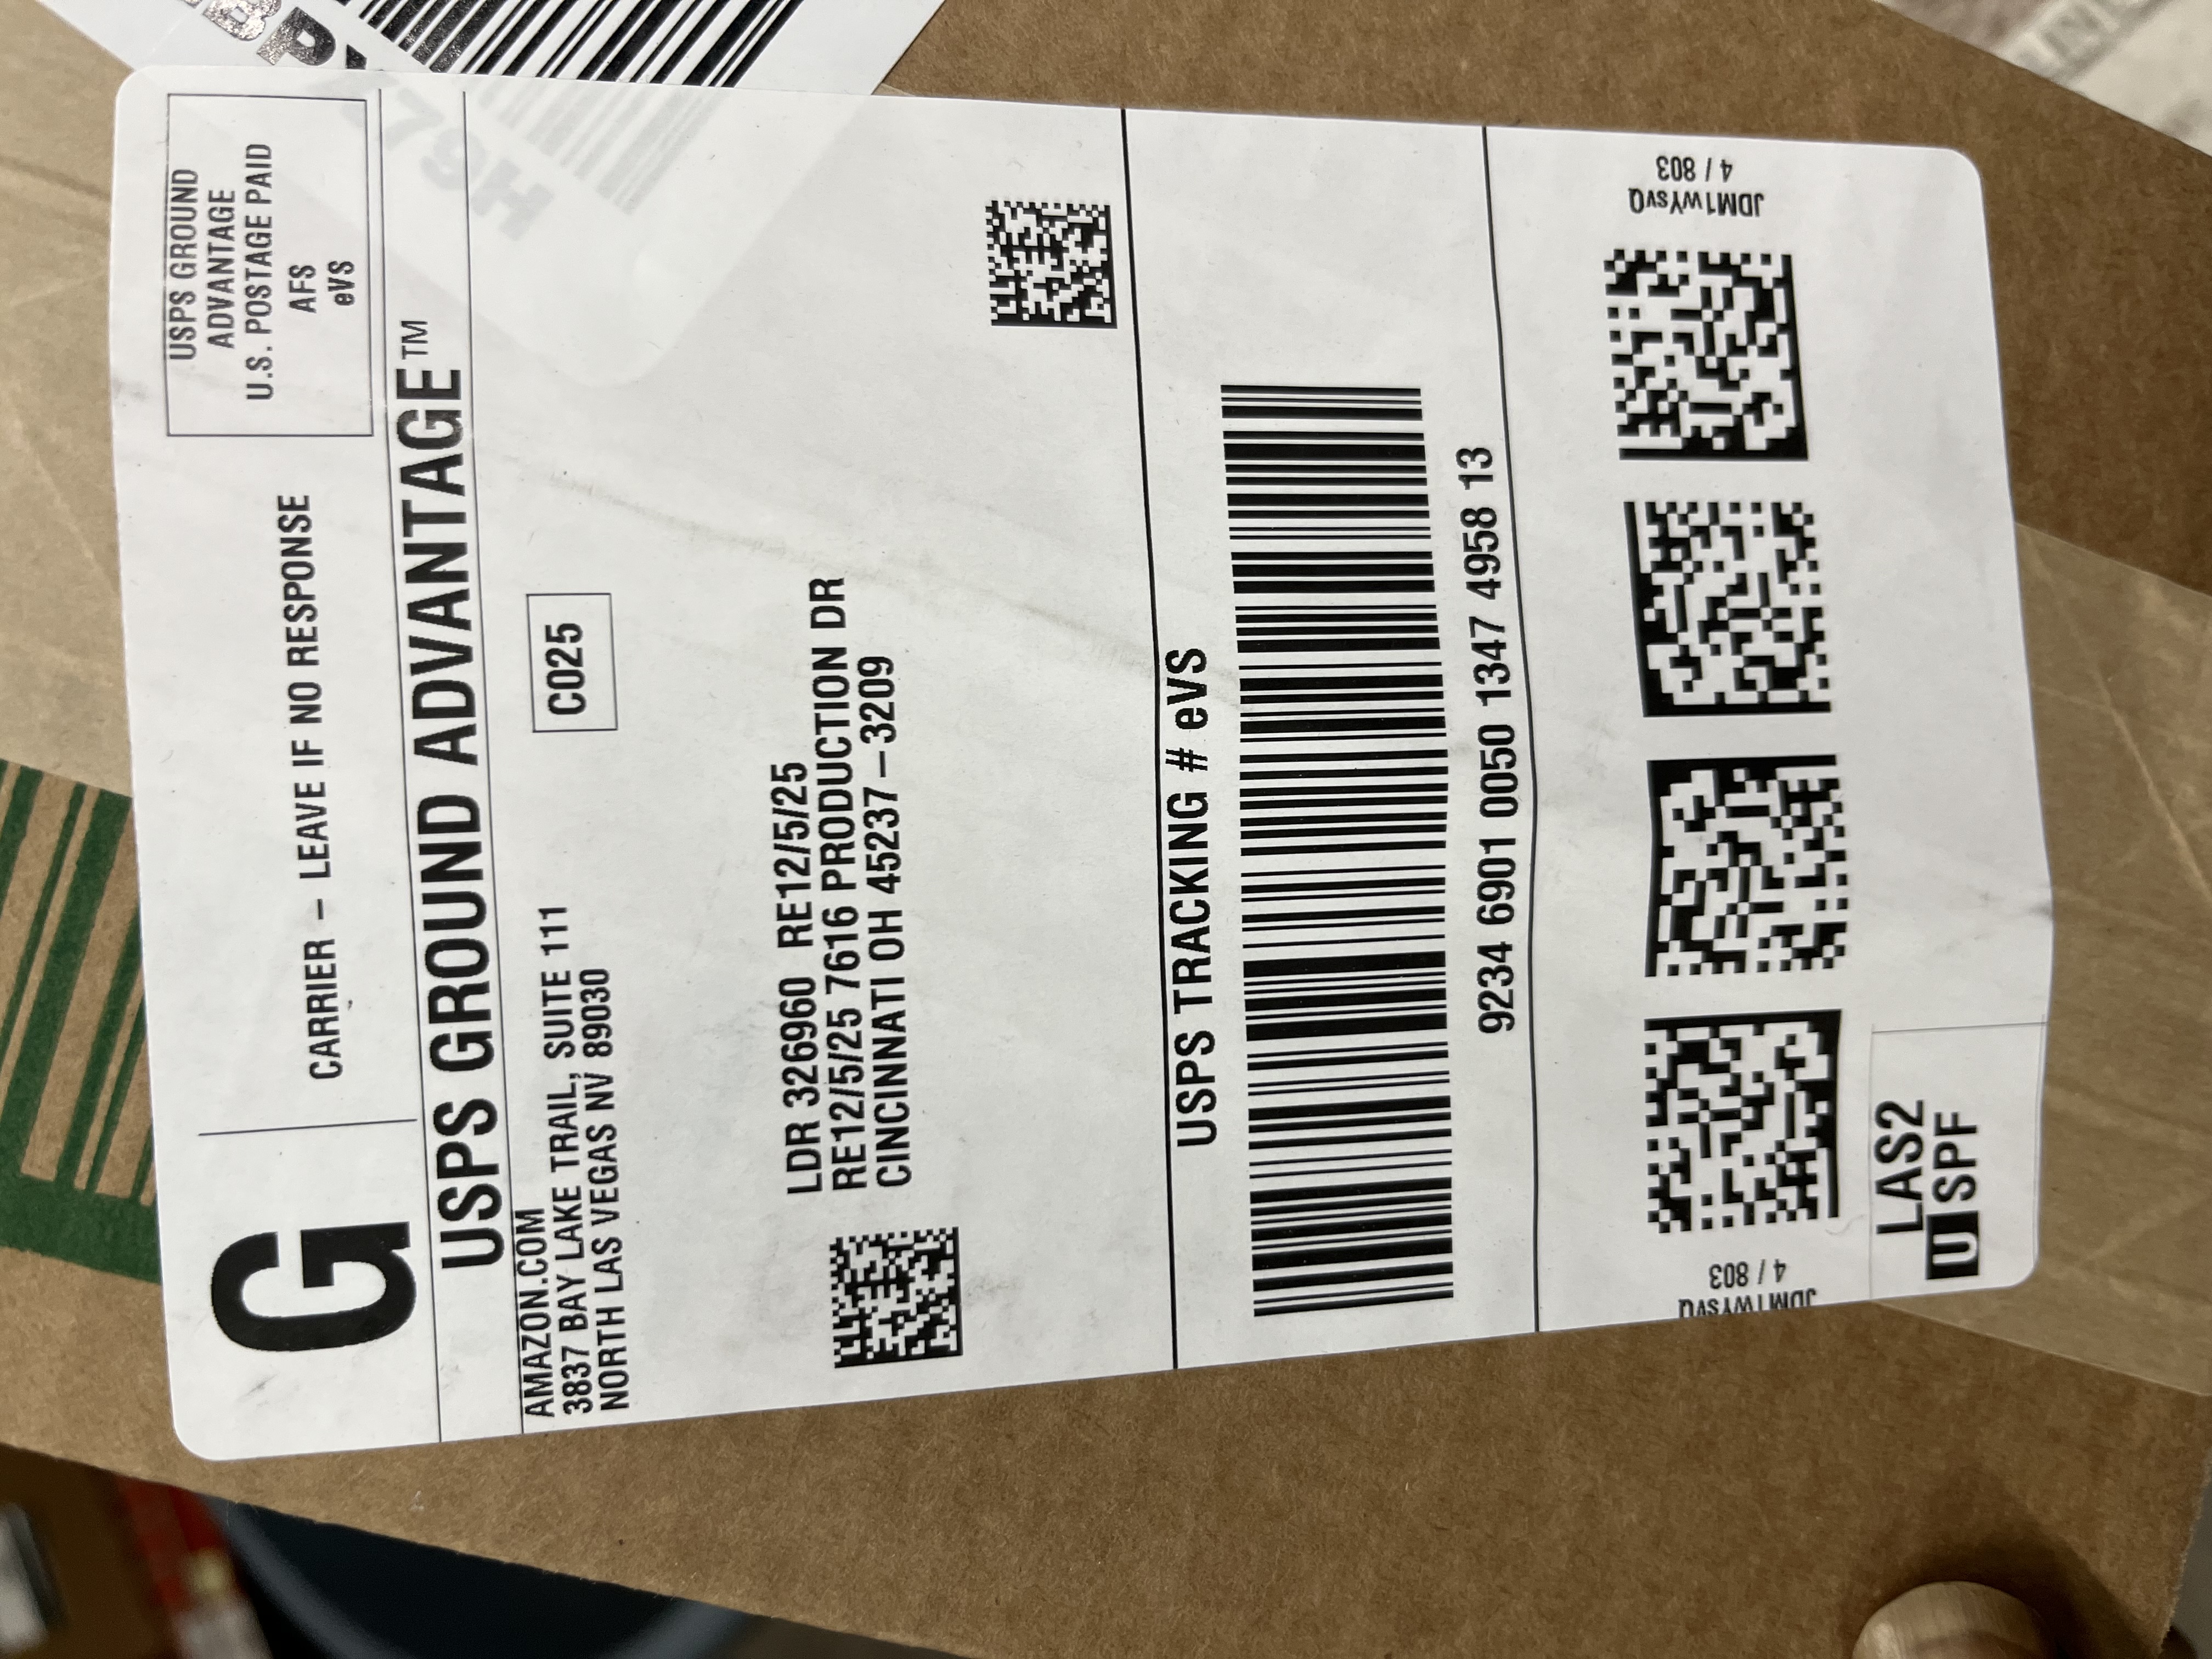 G
CARRIER – LEAVE IF NO RESPONSE
USPS GROUND
ADVANTAGE
U.S. POSTAGE PAID
AFS
eVS
USPS GROUND ADVANTAGE™
AMAZON.COM
3837 BAY LAKE TRAIL, SUITE 111
NORTH LAS VEGAS NV 89030
C025
LDR 326960 RE12/5/25
RE12/5/25 7616 PRODUCTION DR
CINCINNATI OH 45237–3209
USPS TRACKING # eVS
9234 6901 0050 1347 4958 13
JDM1wYsvQ
4 / 803
JDM1wYsvQ
4 / 803
LAS2
U SPF
79H